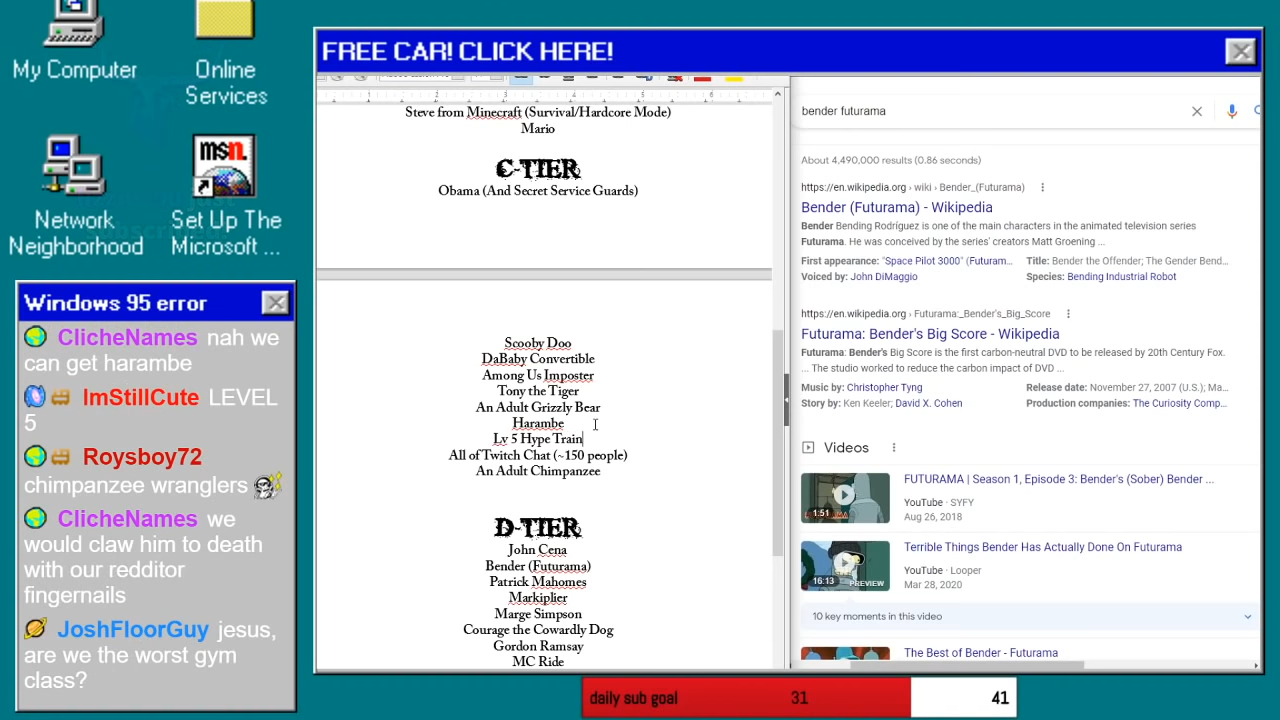 My Computer
Online
Services
Network
Neighborhood
msn.
Set Up The
Microsoft ...
Windows 95 error
ClicheNames nah we
can get harambe
ImStillCute LEVEL
5
Roysboy72
chimpanzee wranglers
ClicheNames we
would claw him to death
with our redditor
fingernails
JoshFloorGuy jesus,
are we the worst gym
class?
FREE CAR! CLICK HERE!
Steve from Minecraft (Survival/Hardcore Mode)
Mario
C-TIER
Obama (And Secret Service Guards)
Scooby Doo
DaBaby Convertible
Among Us Imposter
Tony the Tiger
An Adult Grizzly Bear
Harambe
Lv 5 Hype Train
All of Twitch Chat (~150 people)
An Adult Chimpanzee
D-TIER
John Cena
Bender (Futurama)
Patrick Mahomes
Markiplier
Marge Simpson
Courage the Cowardly Dog
Gordon Ramsay
MC Ride
bender futurama
About 4,490,000 results (0.86 seconds)
https://en.wikipedia.org › wiki › Bender_(Futurama)
Bender (Futurama) - Wikipedia
Bender Bending Rodríguez is one of the main characters in the animated television series
Futurama. He was conceived by the series' creators Matt Groening ...
First appearance: "Space Pilot 3000" (Futuram... Title: Bender the Offender; The Gender Bend...
Voiced by: John DiMaggio Species: Bending Industrial Robot
https://en.wikipedia.org › wiki › Futurama:_Bender's_Big_Score
Futurama: Bender's Big Score - Wikipedia
Futurama: Bender's Big Score is the first carbon-neutral DVD to be released by 20th Century Fox.
... The studio worked to reduce the carbon impact of DVD ...
Music by: Christopher Tyng Release date: November 27, 2007 (U.S.); Ma...
Story by: Ken Keeler; David X. Cohen Production companies: The Curiosity Comp...
Videos
1:51
FUTURAMA | Season 1, Episode 3: Bender's (Sober) Bender ...
YouTube · SYFY
Aug 26, 2018
16:13
PREVIEW
Terrible Things Bender Has Actually Done On Futurama
YouTube · Looper
Mar 28, 2020
10 key moments in this video
The Best of Bender - Futurama
daily sub goal 31 41